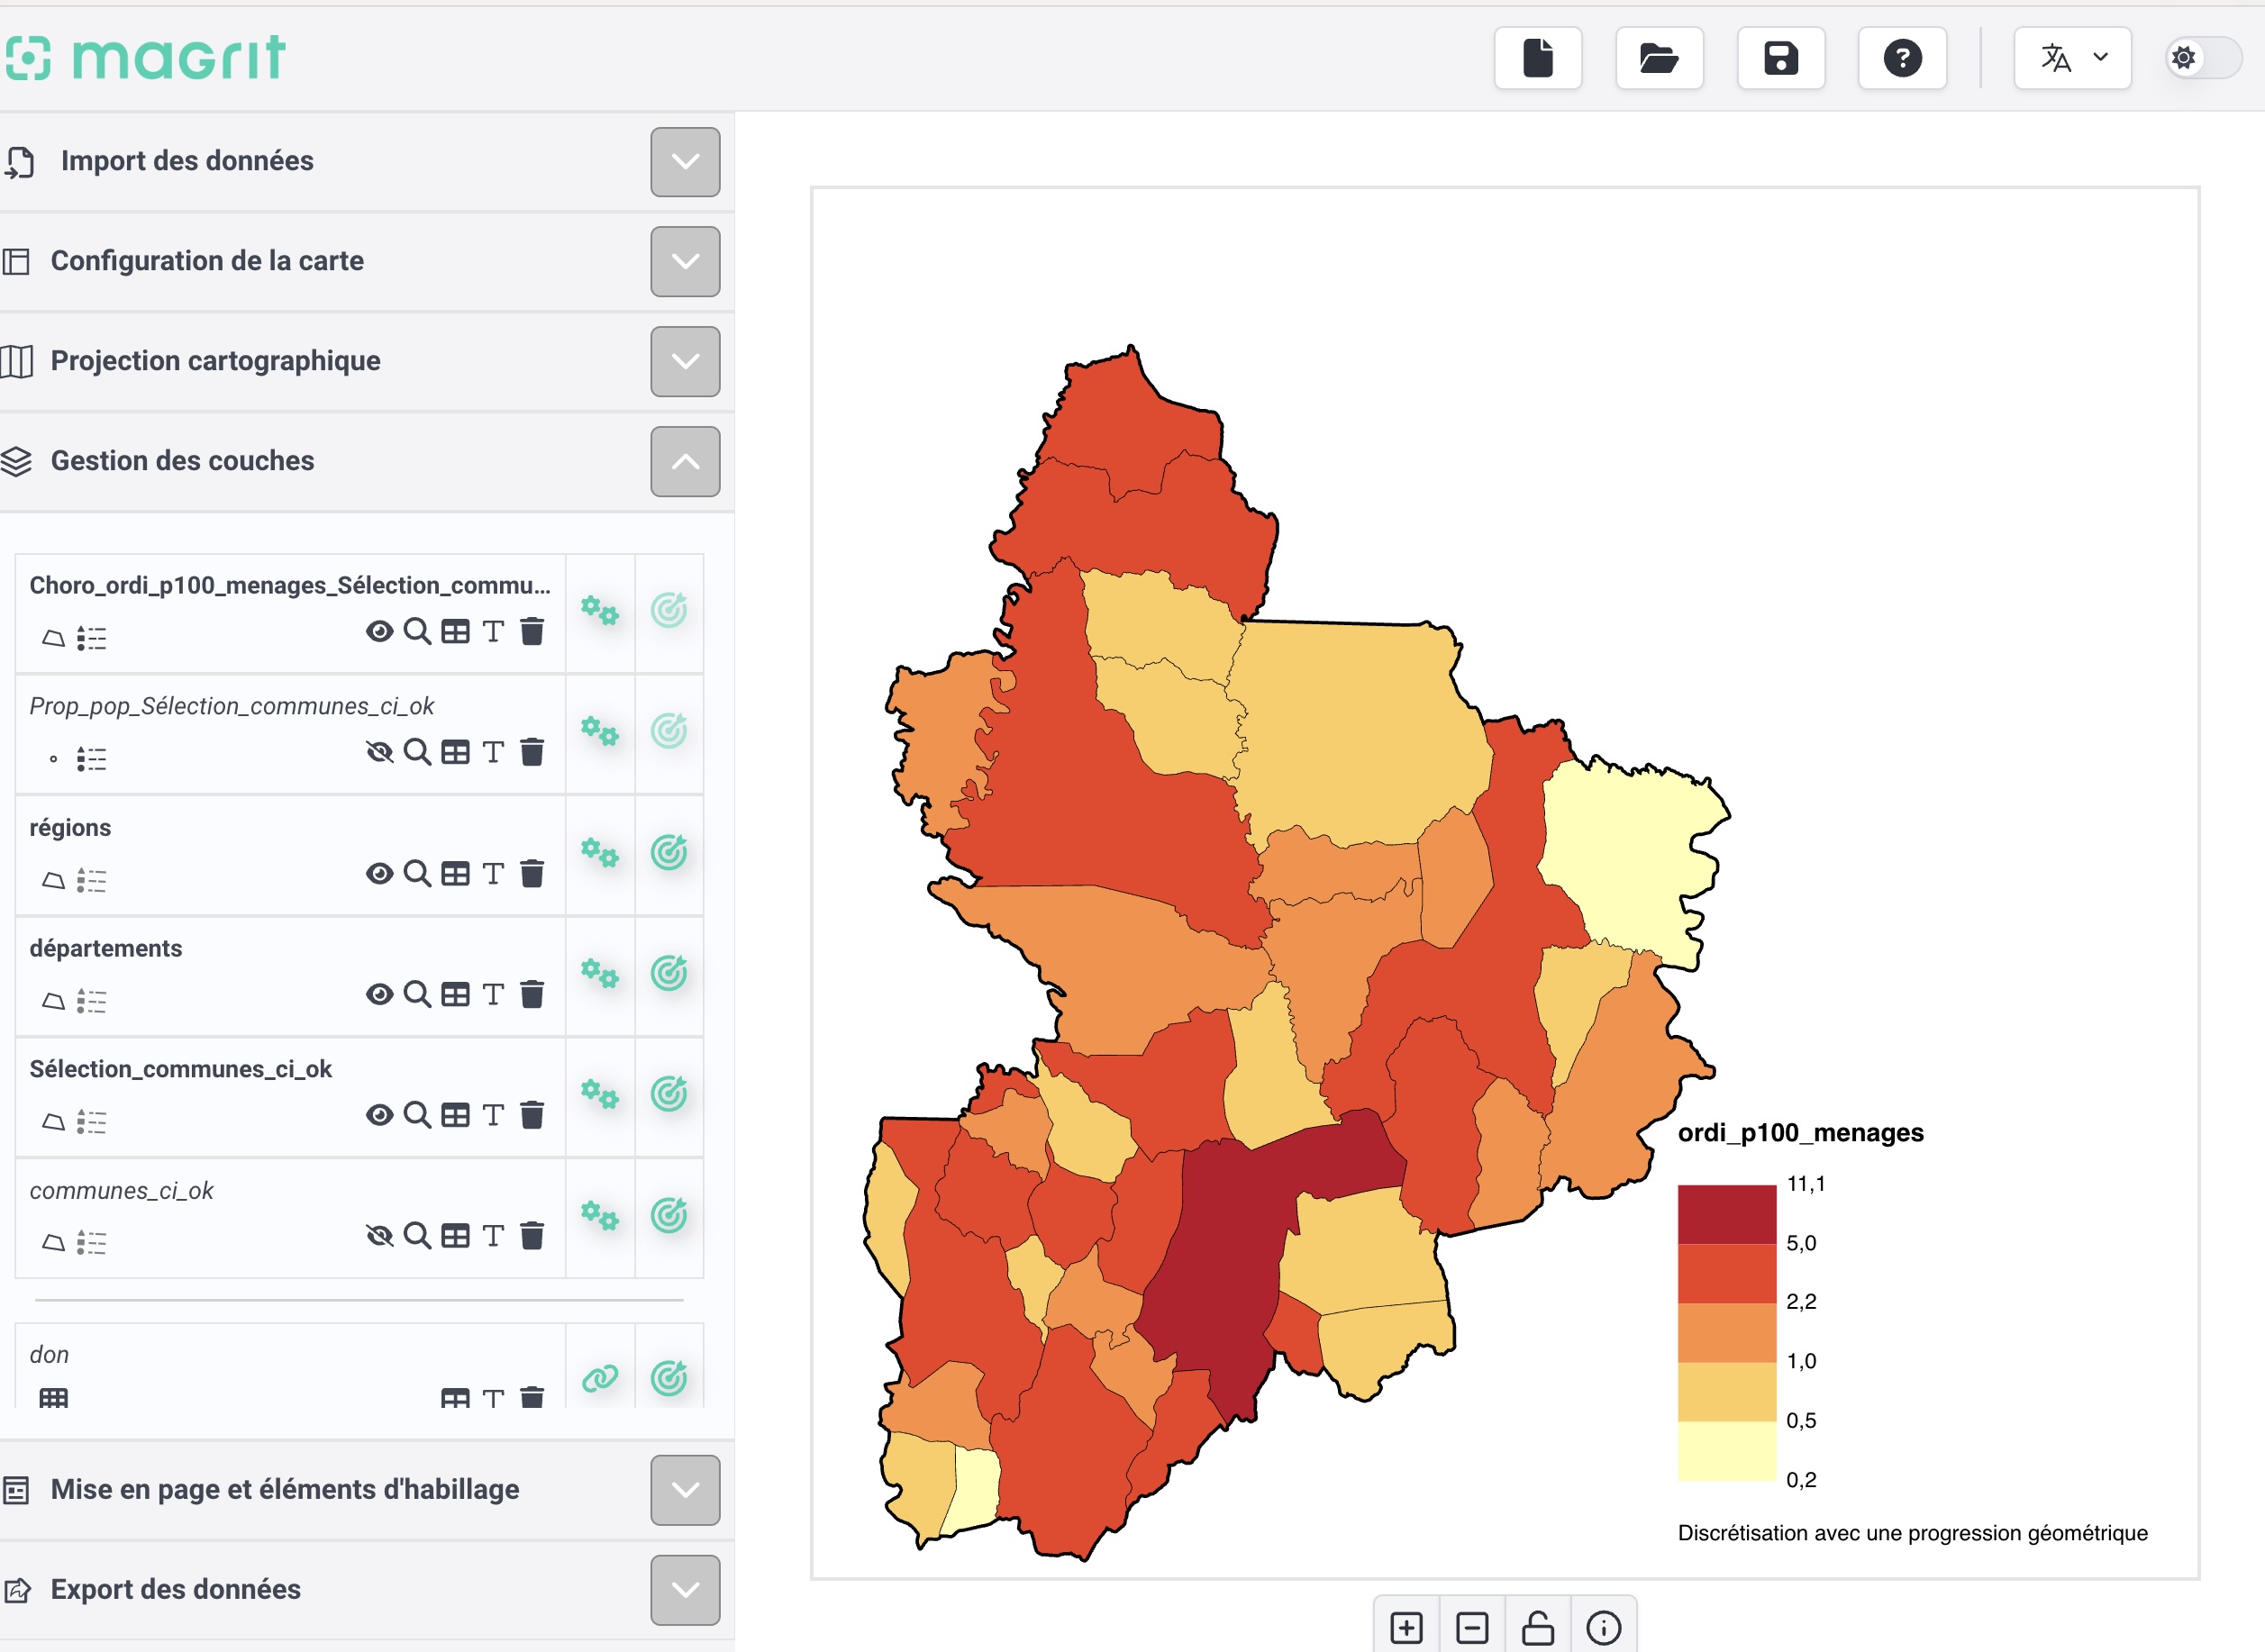 magrit
Import des données
Configuration de la carte
Projection cartographique
Gestion des couches
Choro_ordi_p100_menages_Sélection_commu...
Prop_pop_Sélection_communes_ci_ok
régions
départements
Sélection_communes_ci_ok
communes_ci_ok
don
Mise en page et éléments d'habillage
Export des données
ordi_p100_menages
11,1
5,0
2,2
1,0
0,5
0,2
Discrétisation avec une progression géométrique